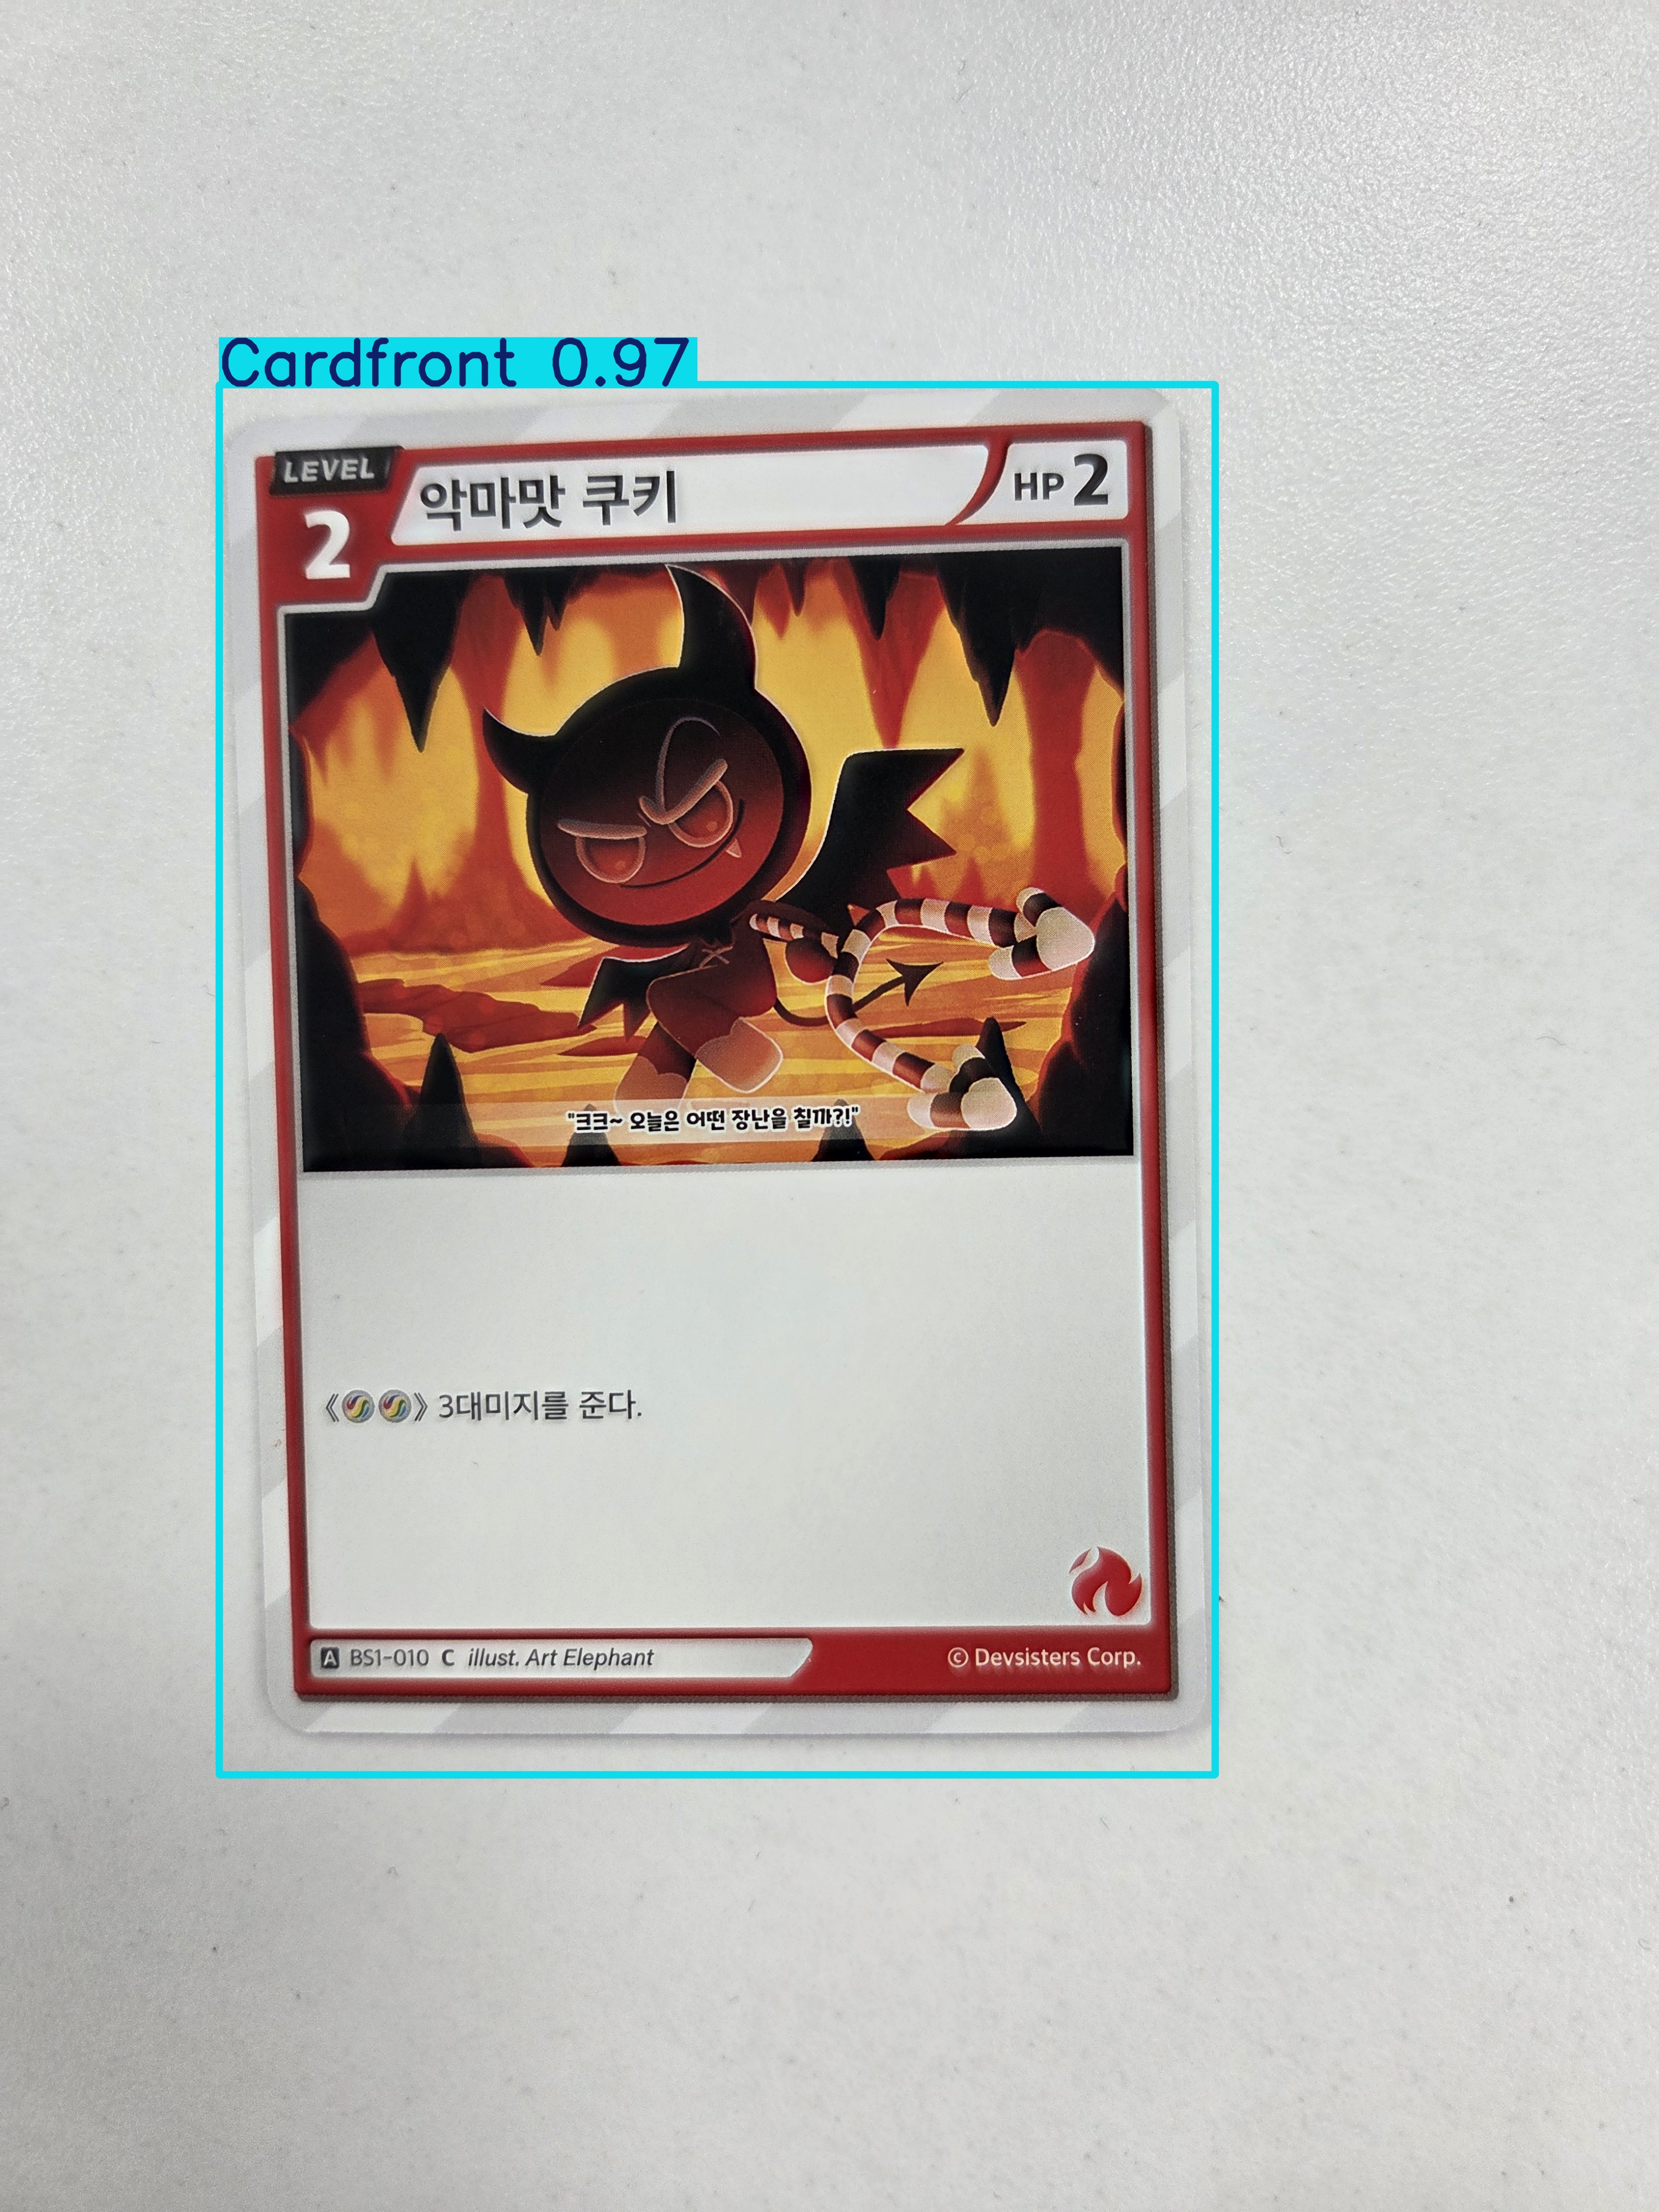 Cardfront 0.97
LEVEL
2
악마맛 쿠키
HP 2
"크크~ 오늘은 어떤 장난을 칠까?!"
《》 3대미지를 준다.
A BS1-010 C illust. Art Elephant
© Devsisters Corp.